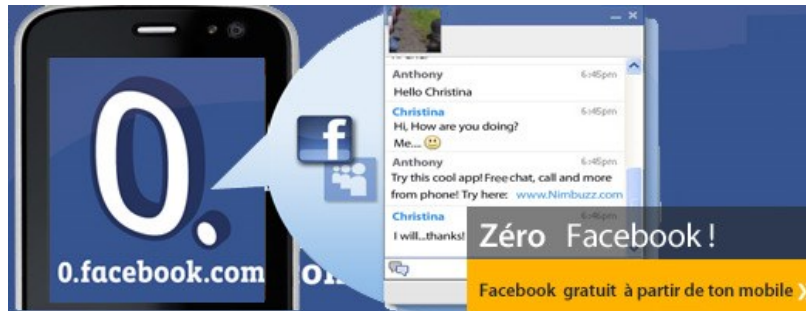 0.
0.facebook.com
f
Anthony 6:45pm
Hello Christina
Christina 6:45pm
Hi, How are you doing?
Me....
Anthony 6:45pm
Try this cool app! Free chat, call and more
from phone! Try here: www.Nimbuzz.com
Christina
I will...thanks!
Zéro Facebook !
Facebook gratuit à partir de ton mobile